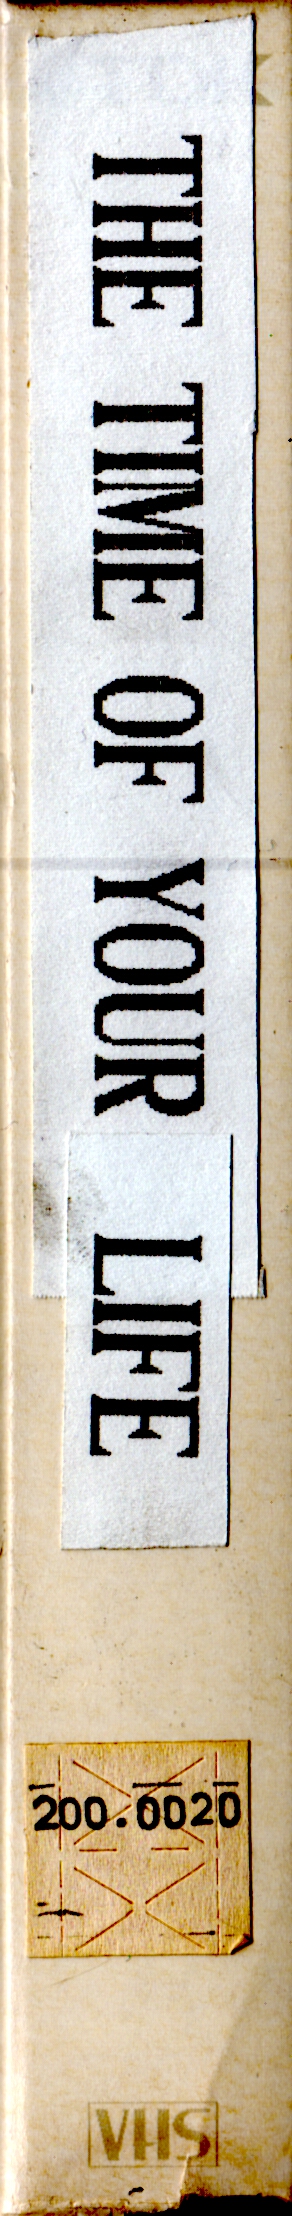 THE TIME OF YOUR LIFE
200.0020
VHS